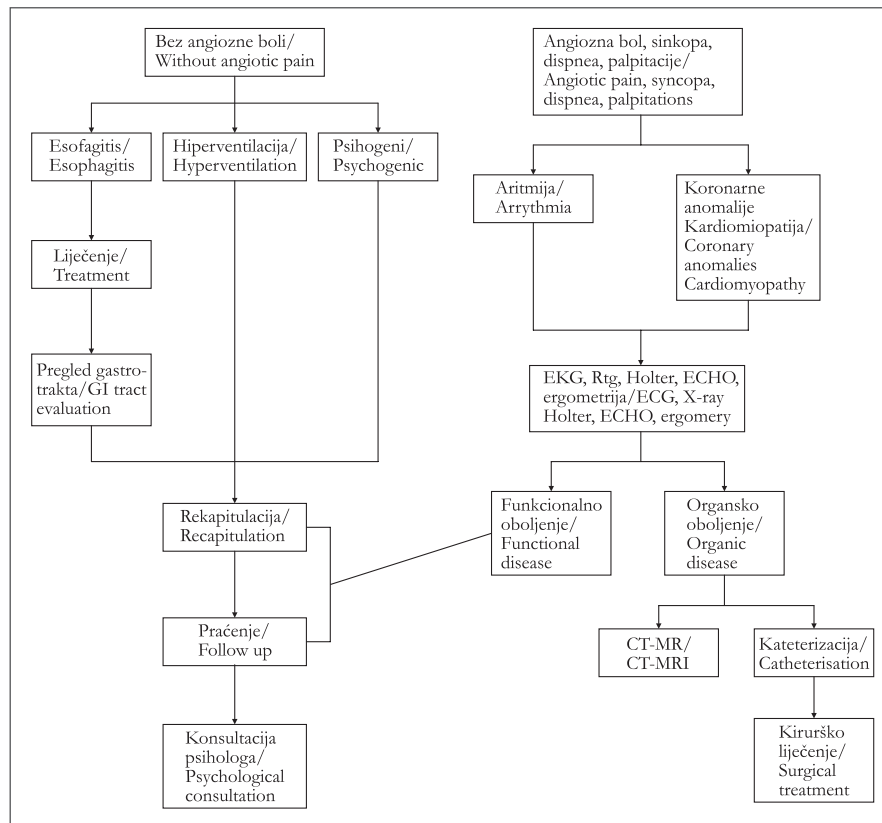 Bez angiozne boli/
Without angiotic pain
Angiozna bol, sinkopa,
dispnea, palpitacije/
Angiotic pain, syncopa,
dispnea, palpitations
Esofagitis/
Esophagitis
Hiperventilacija/
Hyperventilation
Psihogeni/
Psychogenic
Aritmija/
Arrythmia
Koronarne
anomalije
Kardiomiopatija/
Coronary
anomalies
Cardiomyopathy
Liječenje/
Treatment
Pregled gastro-
trakta/GI tract
evaluation
EKG, Rtg, Holter, ECHO,
ergometrija/ECG, X-ray
Holter, ECHO, ergomery
Rekapitulacija/
Recapitulation
Funkcionalno
oboljenje/
Functional
disease
Organsko
oboljenje/
Organic
disease
Praćenje/
Follow up
CT-MR/
CT-MRI
Kateterizacija/
Catheterisation
Konsultacija
psihologa/
Psychological
consultation
Kirurško
liječenje/
Surgical
treatment